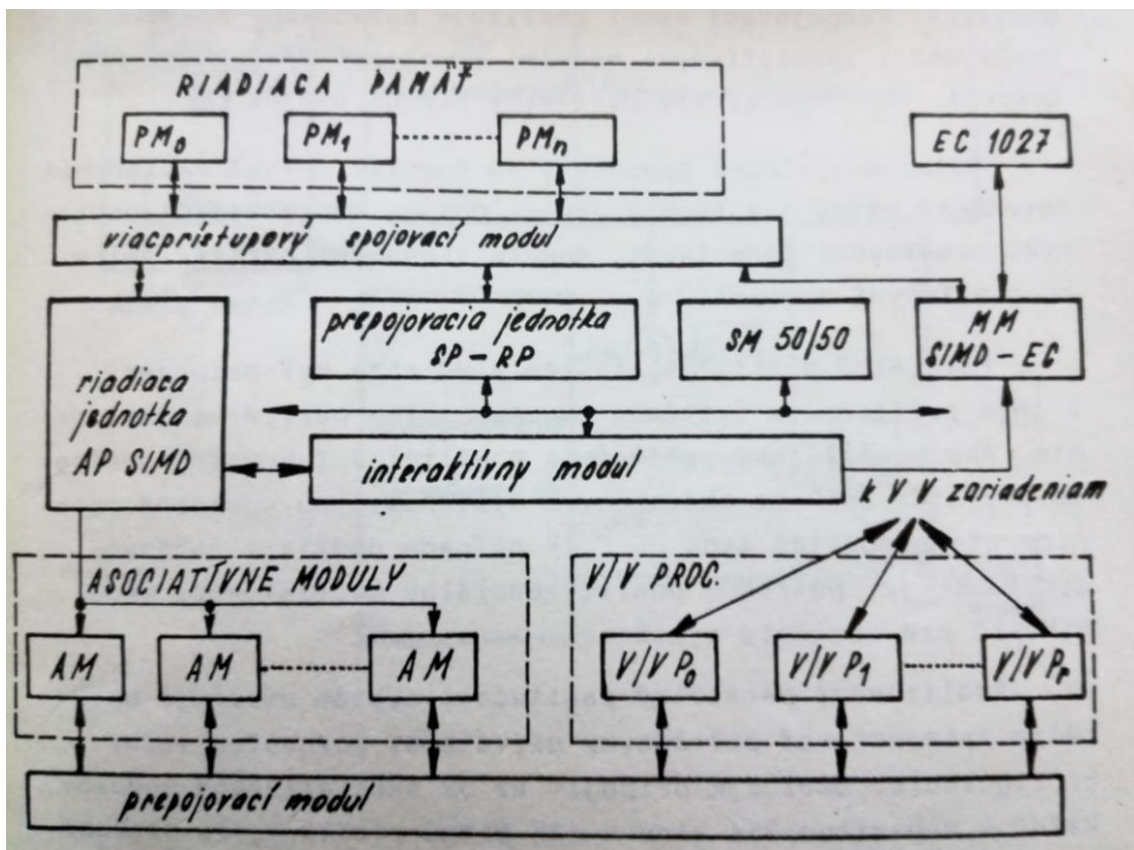 RIADIACA PAMÄŤ
PM₀
PM₁
PMₙ
EC 1027
viacprístupový spojovací modul
prepojovacia jednotka
SP-RP
SM 50/50
MM
SIMD-EC
riadiaca
jednotka
AP SIMD
interaktívny modul
k V V zariadeniam
ASOCIATÍVNE MODULY
V/V PROC.
AM
AM
AM
V/V P₀
V/V P₁
V/V Pᵣ
prepojovací modul